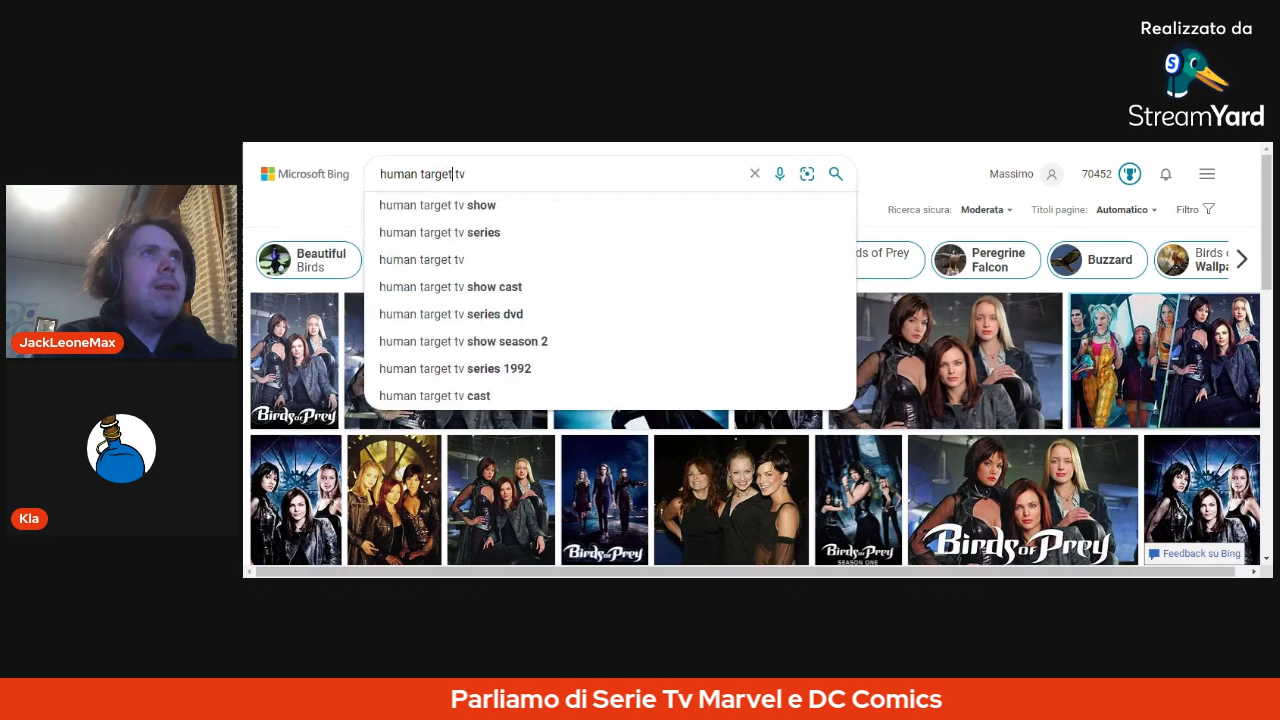 Realizzato da
StreamYard
Microsoft Bing
human target tv
Massimo
70452
human target tv show
human target tv series
human target tv
human target tv show cast
human target tv series dvd
human target tv show season 2
human target tv series 1992
human target tv cast
Ricerca sicura: Moderata
Titoli pagine: Automatico
Filtro
Beautiful
Birds
ds of Prey
Peregrine
Falcon
Buzzard
Birds
Wallpa
Birds of Prey
Birds of Prey
Birds of Prey
SEASON ONE
Birds of Prey
Feedback su Bing
JackLeoneMax
Parliamo di Serie Tv Marvel e DC Comics